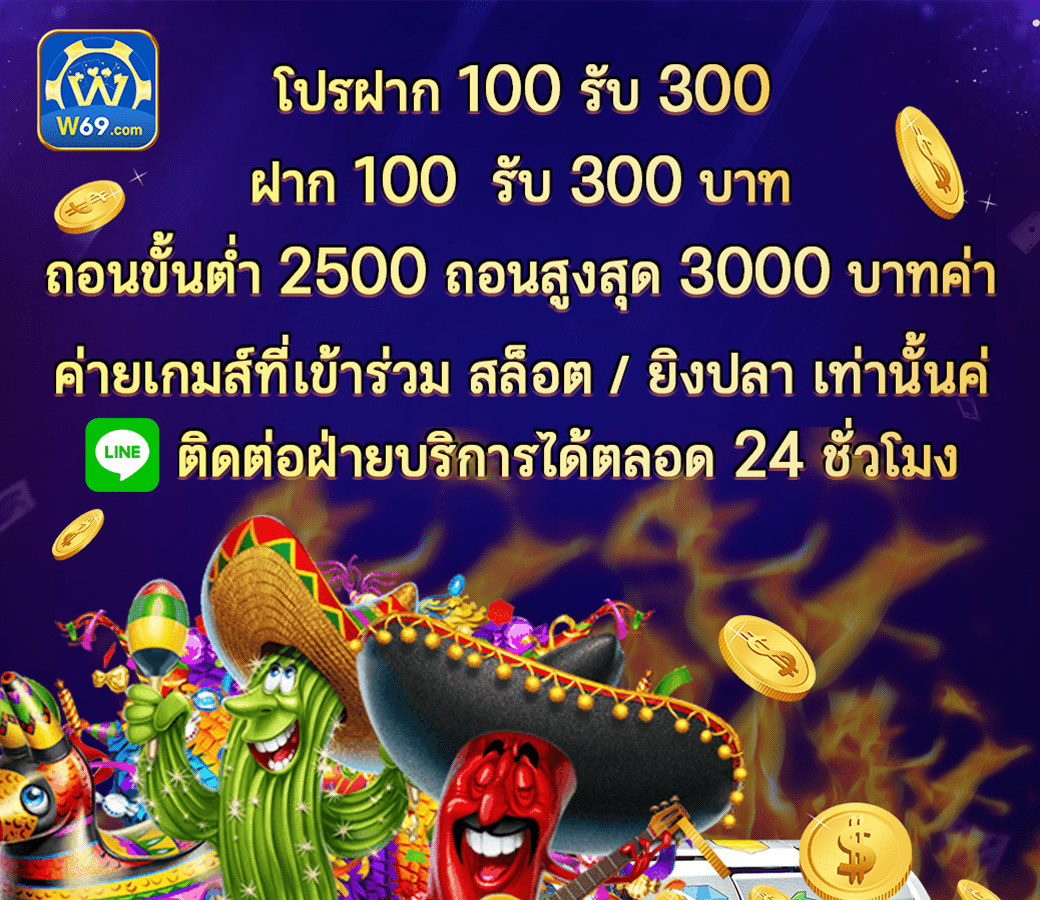 W
W69.com
โปรฝาก 100 รับ 300
ฝาก 100 รับ 300 บาท
ถอนขั้นต่ำ 2500 ถอนสูงสุด 3000 บาทค่า
ค่ายเกมส์ที่เข้าร่วม สล็อต / ยิงปลา เท่านั้นค่
LINE ติดต่อฝ่ายบริการได้ตลอด 24 ชั่วโมง